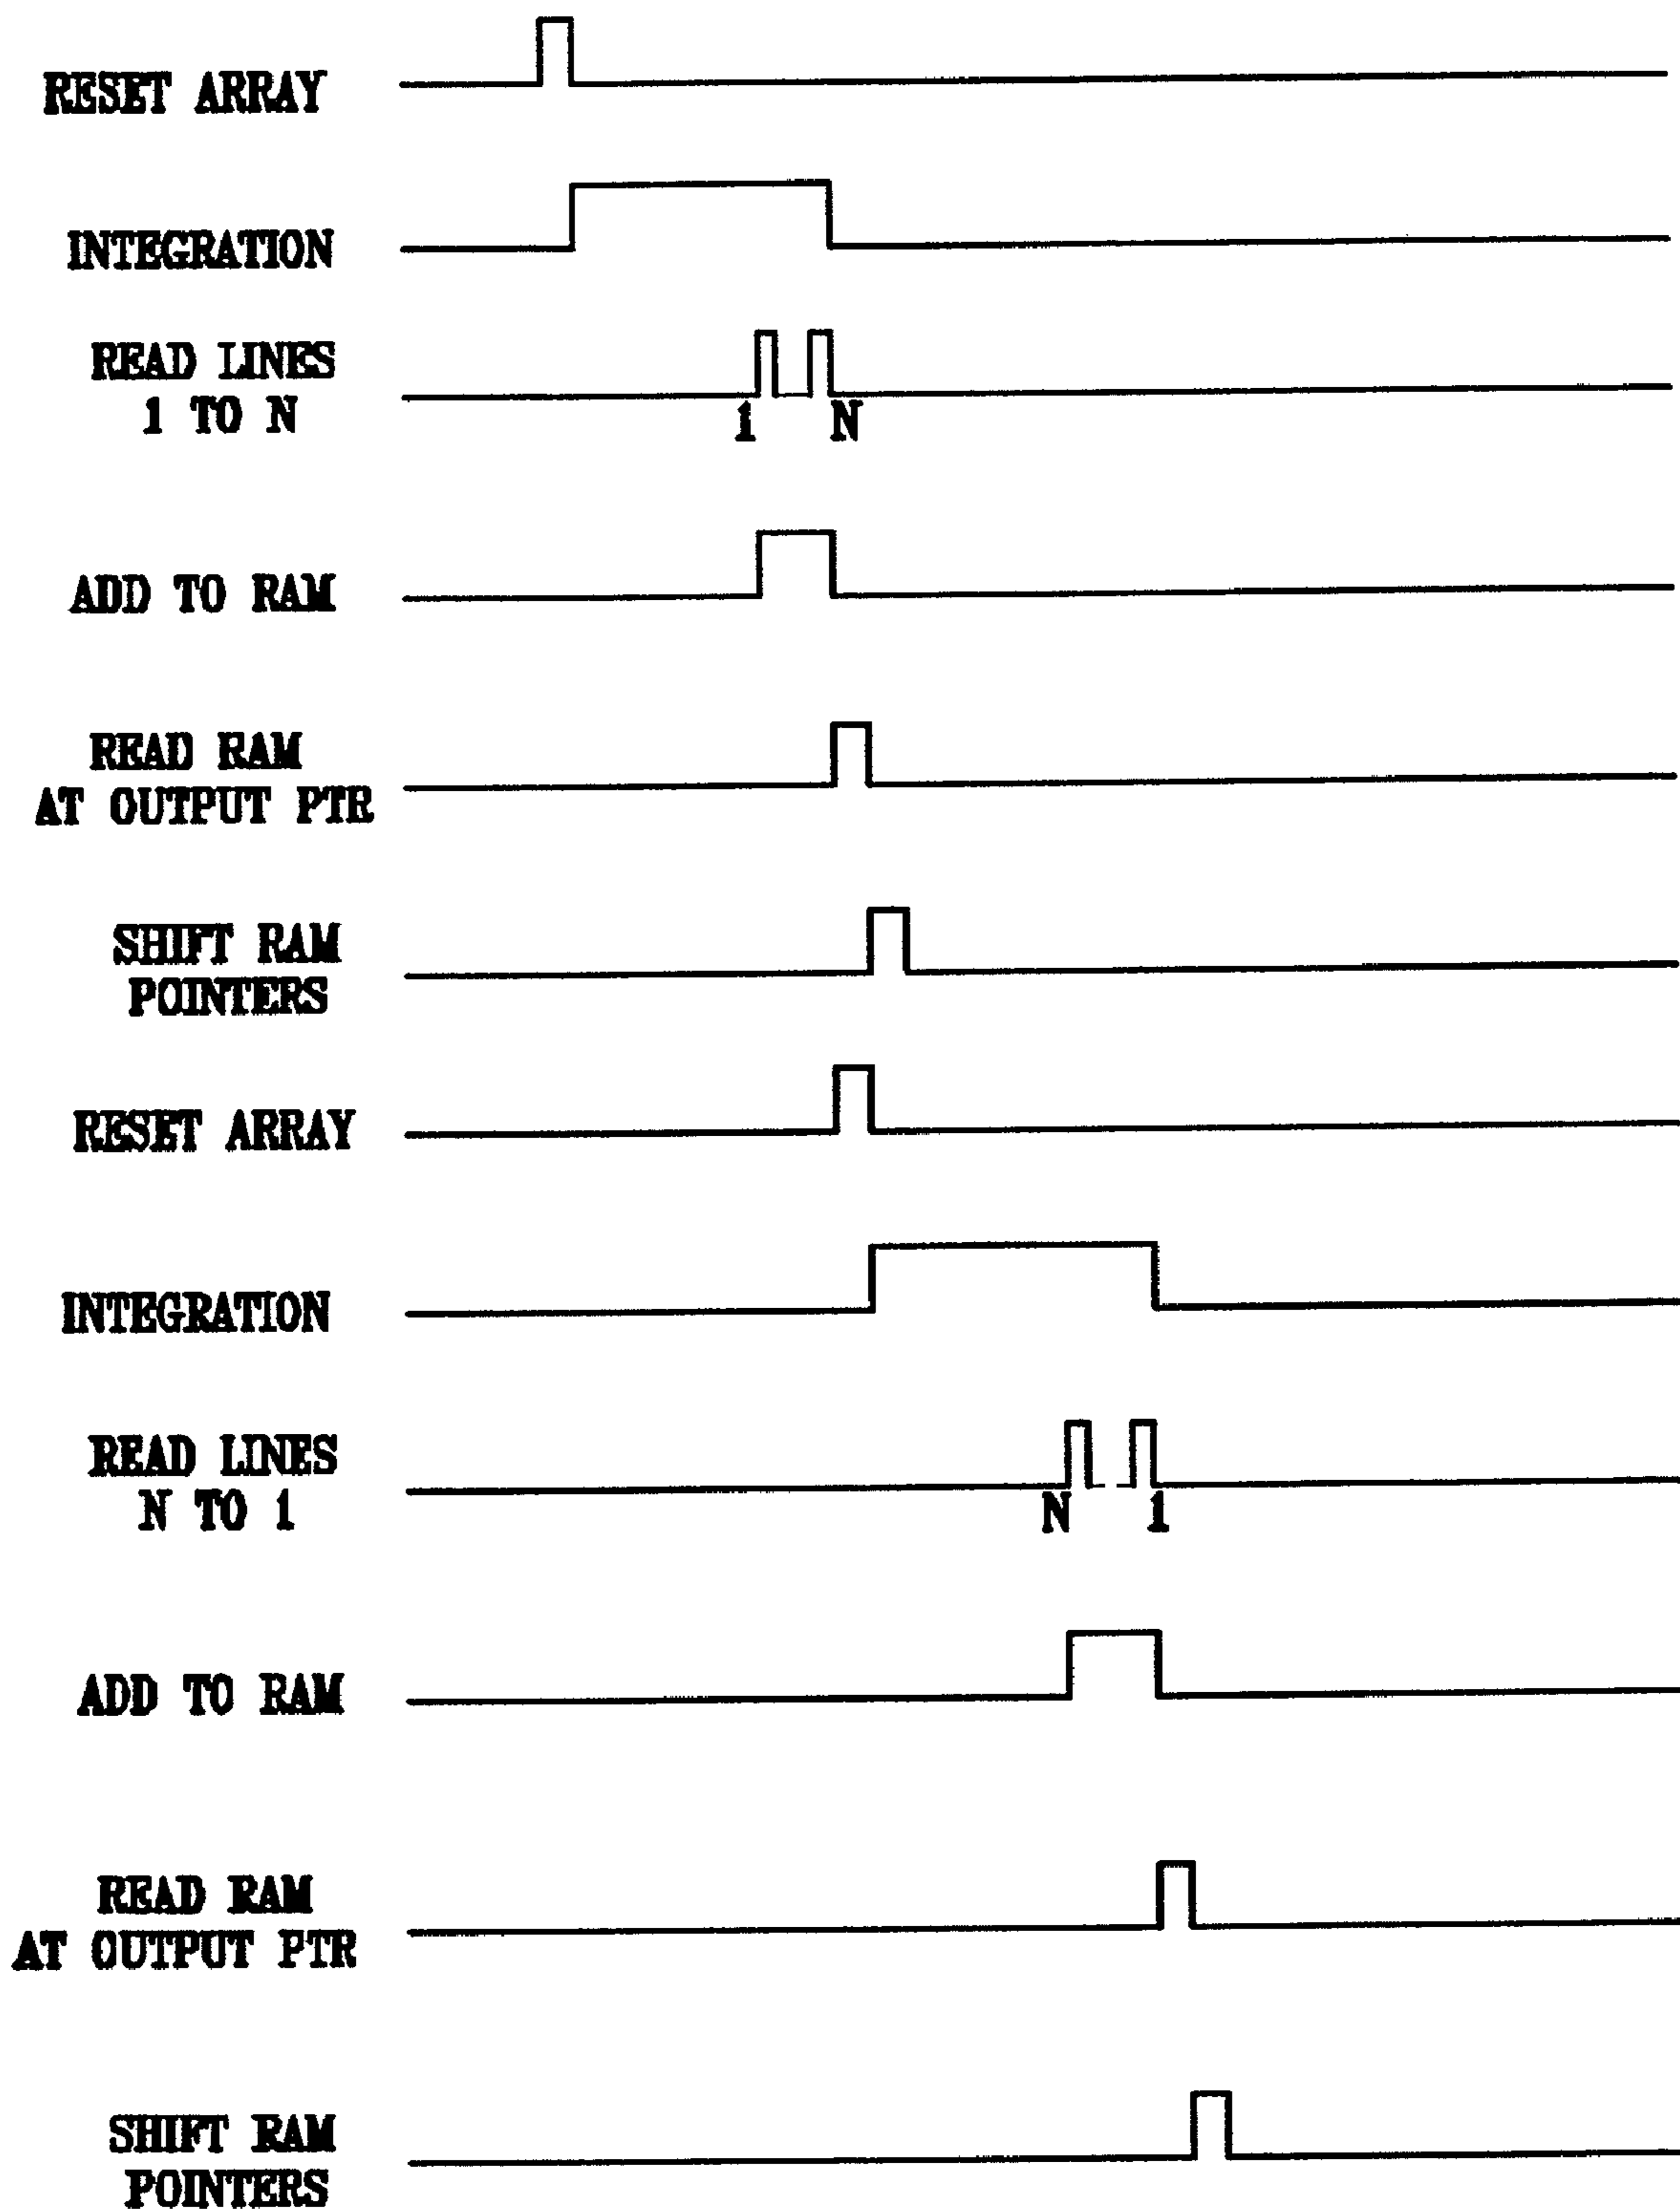 RESET ARRAY
INTEGRATION
READ LINES
1 TO N
1 N
ADD TO RAM
READ RAM
AT OUTPUT PTR
SHIFT RAM
POINTERS
RESET ARRAY
INTEGRATION
READ LINES
N TO 1
N 1
ADD TO RAM
READ RAM
AT OUTPUT PTR
SHIFT RAM
POINTERS